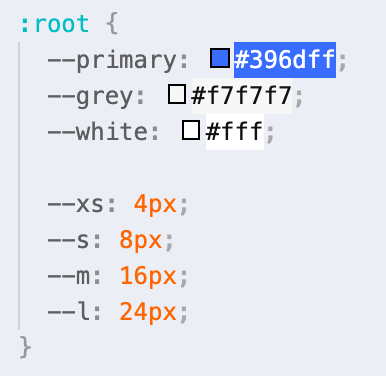 :root {
--primary: #396dff;
--grey: #f7f7f7;
--white: #fff;
--xs: 4px;
--s: 8px;
--m: 16px;
--l: 24px;
}